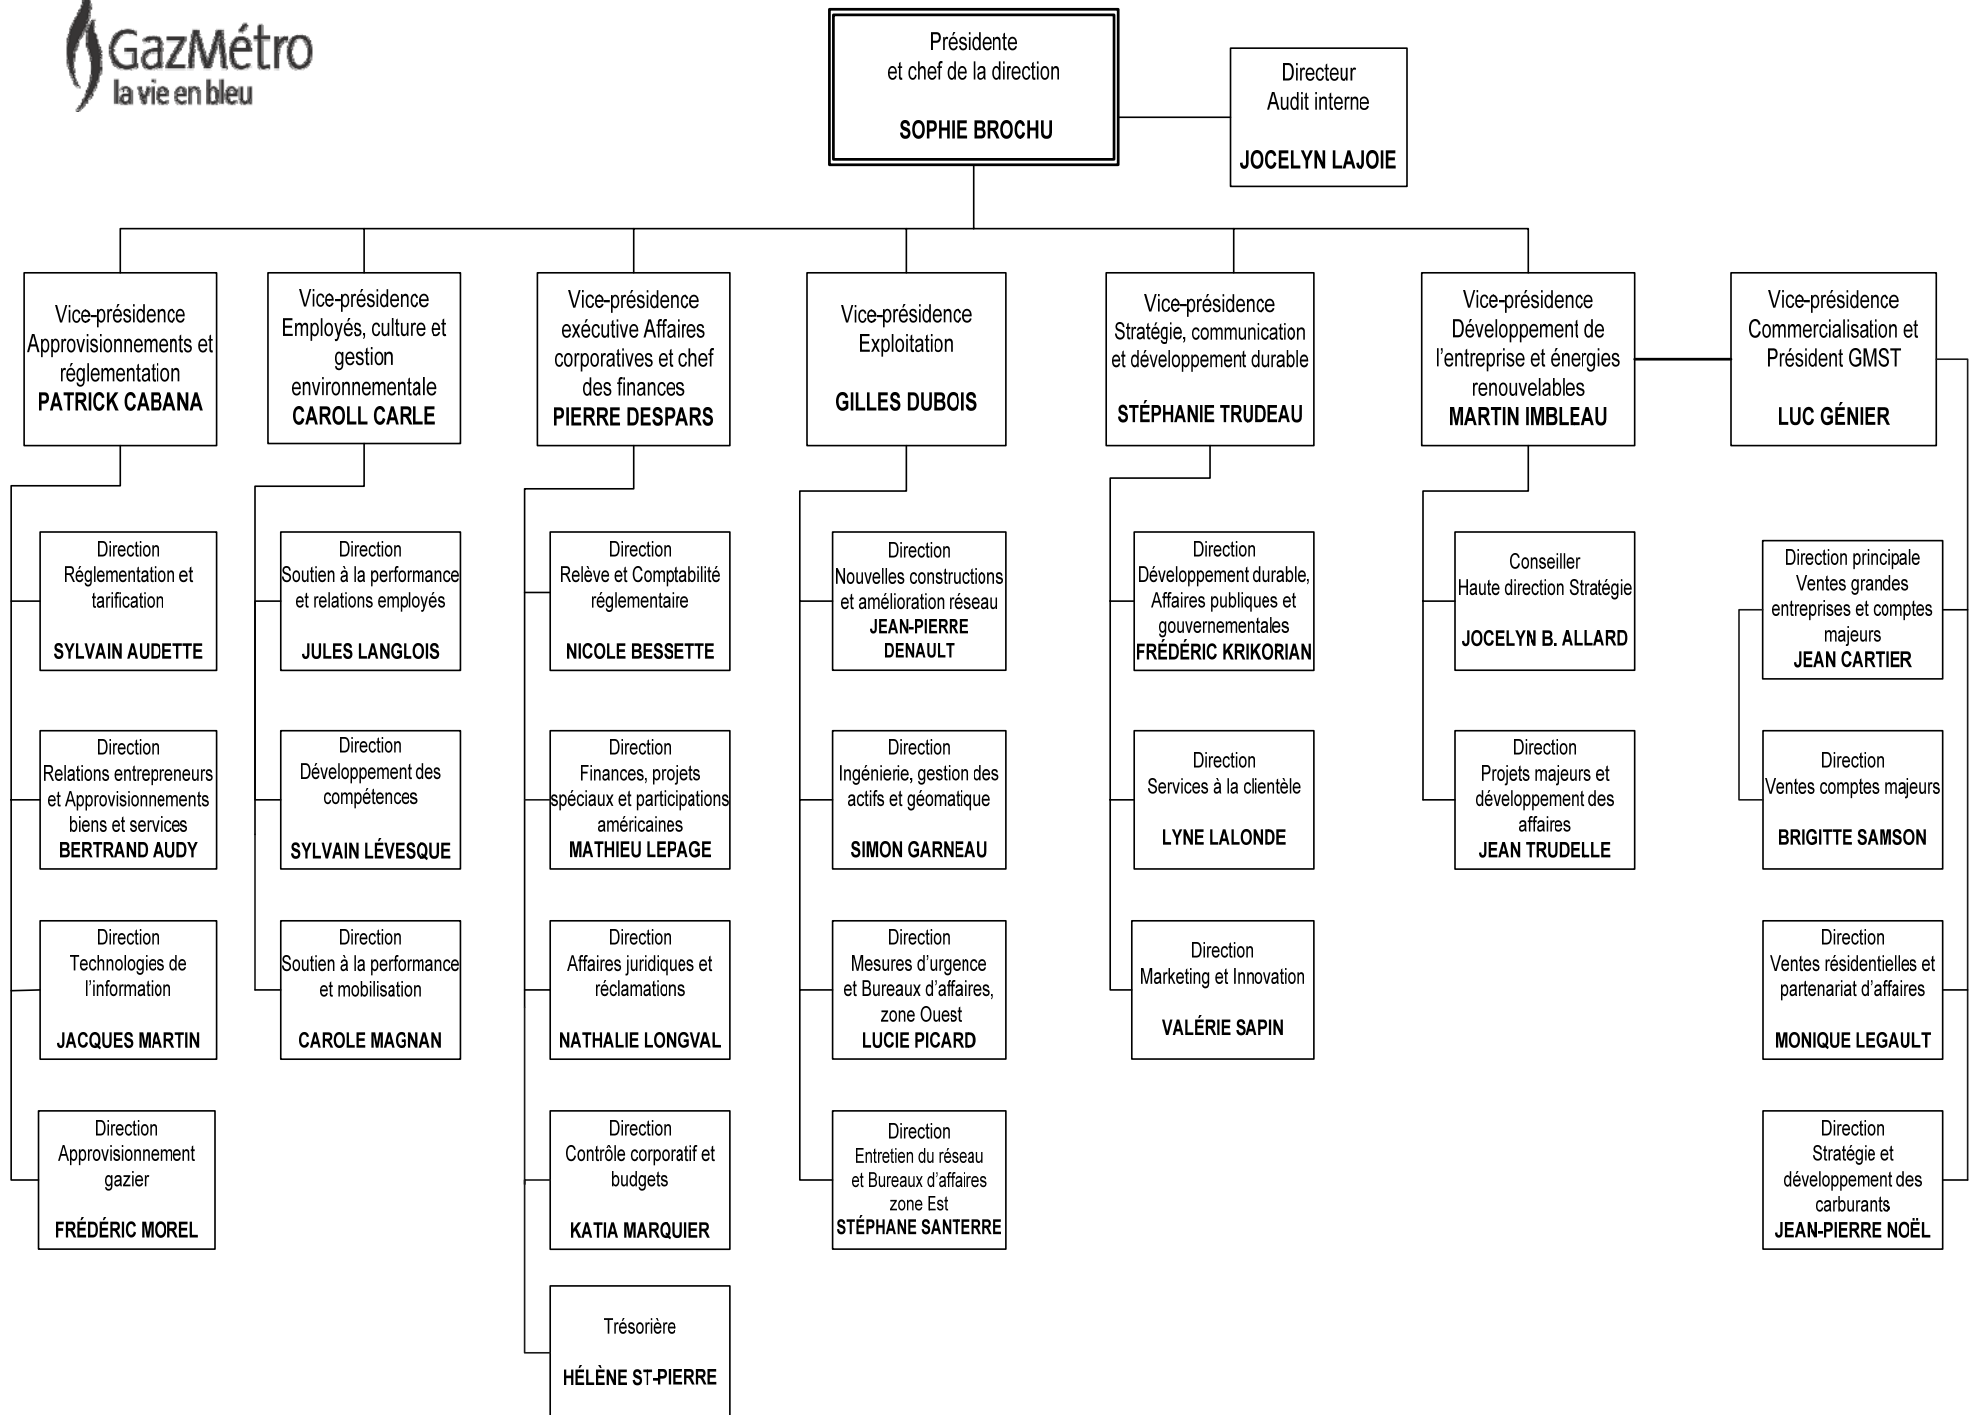 GazMétro
la vie en bleu
Présidente
et chef de la direction
SOPHIE BROCHU
Directeur
Audit interne
JOCELYN LAJOIE
Vice-présidence
Approvisionnements et
réglementation
PATRICK CABANA
Vice-présidence
Employés, culture et
gestion
environnementale
CAROLL CARLE
Vice-présidence
exécutive Affaires
corporatives et chef
des finances
PIERRE DESPARS
Vice-présidence
Exploitation
GILLES DUBOIS
Vice-présidence
Stratégie, communication
et développement durable
STÉPHANIE TRUDEAU
Vice-présidence
Développement de
l’entreprise et énergies
renouvelables
MARTIN IMBLEAU
Vice-présidence
Commercialisation et
Président GMST
LUC GÉNIER
Direction
Réglementation et
tarification
SYLVAIN AUDETTE
Direction
Soutien à la performance
et relations employés
JULES LANGLOIS
Direction
Relève et Comptabilité
réglementaire
NICOLE BESSETTE
Direction
Nouvelles constructions
et amélioration réseau
JEAN-PIERRE
DENAULT
Direction
Développement durable,
Affaires publiques et
gouvernementales
FRÉDÉRIC KRIKORIAN
Conseiller
Haute direction Stratégie
JOCELYN B. ALLARD
Direction principale
Ventes grandes
entreprises et comptes
majeurs
JEAN CARTIER
Direction
Relations entrepreneurs
et Approvisionnements
biens et services
BERTRAND AUDY
Direction
Développement des
compétences
SYLVAIN LÉVESQUE
Direction
Finances, projets
spéciaux et participations
américaines
MATHIEU LEPAGE
Direction
Ingénierie, gestion des
actifs et géomatique
SIMON GARNEAU
Direction
Services à la clientèle
LYNE LALONDE
Direction
Projets majeurs et
développement des
affaires
JEAN TRUDELLE
Direction
Ventes comptes majeurs
BRIGITTE SAMSON
Direction
Technologies de
l’information
JACQUES MARTIN
Direction
Soutien à la performance
et mobilisation
CAROLE MAGNAN
Direction
Affaires juridiques et
réclamations
NATHALIE LONGVAL
Direction
Mesures d’urgence
et Bureaux d’affaires,
zone Ouest
LUCIE PICARD
Direction
Marketing et Innovation
VALÉRIE SAPIN
Direction
Ventes résidentielles et
partenariat d’affaires
MONIQUE LEGAULT
Direction
Approvisionnement
gazier
FRÉDÉRIC MOREL
Direction
Contrôle corporatif et
budgets
KATIA MARQUIER
Direction
Entretien du réseau
et Bureaux d’affaires
zone Est
STÉPHANE SANTERRE
Direction
Stratégie et
développement des
carburants
JEAN-PIERRE NOËL
Trésorière
HÉLÈNE ST-PIERRE